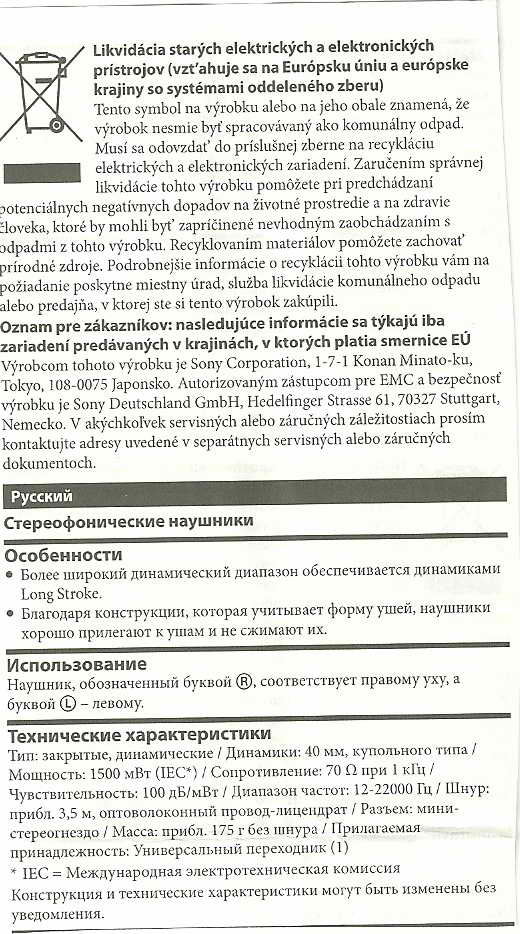 Likvidácia starých elektrických a elektronických
prístrojov (vzt’ahuje sa na Európsku úniu a európske
krajiny so systémami oddeleného zberu)
Tento symbol na výrobku alebo na jeho obale znamená, že
výrobok nesmie byť spracovávaný ako komunálny odpad.
Musí sa odovzdať do príslušnej zberne na recykláciu
elektrických a elektronických zariadení. Zaručením správnej
likvidácie tohto výrobku pomôžete pri predchádzaní
potenciálnych negatívnych dopadov na životné prostredie a na zdravie
človeka, ktoré by mohli byť zapríčinené nevhodným zaobchádzaním s
odpadmi z tohto výrobku. Recyklovaním materiálov pomôžete zachovať
prírodné zdroje. Podrobnejšie informácie o recyklácii tohto výrobku vám na
požiadanie poskytne miestny úrad, služba likvidácie komunálneho odpadu
alebo predajňa, v ktorej ste si tento výrobok zakúpili.
Oznam pre zákazníkov: nasledujúce informácie sa týkajú iba
zariadení predávaných v krajinách, v ktorých platia smernice EÚ
Výrobcom tohoto výrobku je Sony Corporation, 1-7-1 Konan Minato-ku,
Tokyo, 108-0075 Japonsko. Autorizovaným zástupcom pre EMC a bezpečnosť
výrobku je Sony Deutschland GmbH, Hedelfinger Strasse 61, 70327 Stuttgart,
Nemecko. V akýchkoľvek servisných alebo záručných záležitostiach prosím
kontaktujte adresy uvedené v separátnych servisných alebo záručných
dokumentoch.
Русский
Стереофонические наушники
Особенности
• Более широкий динамический диапазон обеспечивается динамиками
Long Stroke.
• Благодаря конструкции, которая учитывает форму ушей, наушники
хорошо прилегают к ушам и не сжимают их.
Использование
Наушник, обозначенный буквой Ⓡ, соответствует правому уху, а
буквой Ⓛ – левому.
Технические характеристики
Тип: закрытые, динамические / Динамики: 40 мм, купольного типа /
Мощность: 1500 мВт (IEC*) / Сопротивление: 70 Ω при 1 кГц /
Чувствительность: 100 дБ/мВт / Диапазон частот: 12-22000 Гц / Шнур:
прибл. 3,5 м, оптоволоконный провод-лицендрат / Разъем: мини-
стереогнездо / Масса: прибл. 175 г без шнура / Прилагаемая
принадлежность: Универсальный переходник (1)
* IEC = Международная электротехническая комиссия
Конструкция и технические характеристики могут быть изменены без
уведомления.